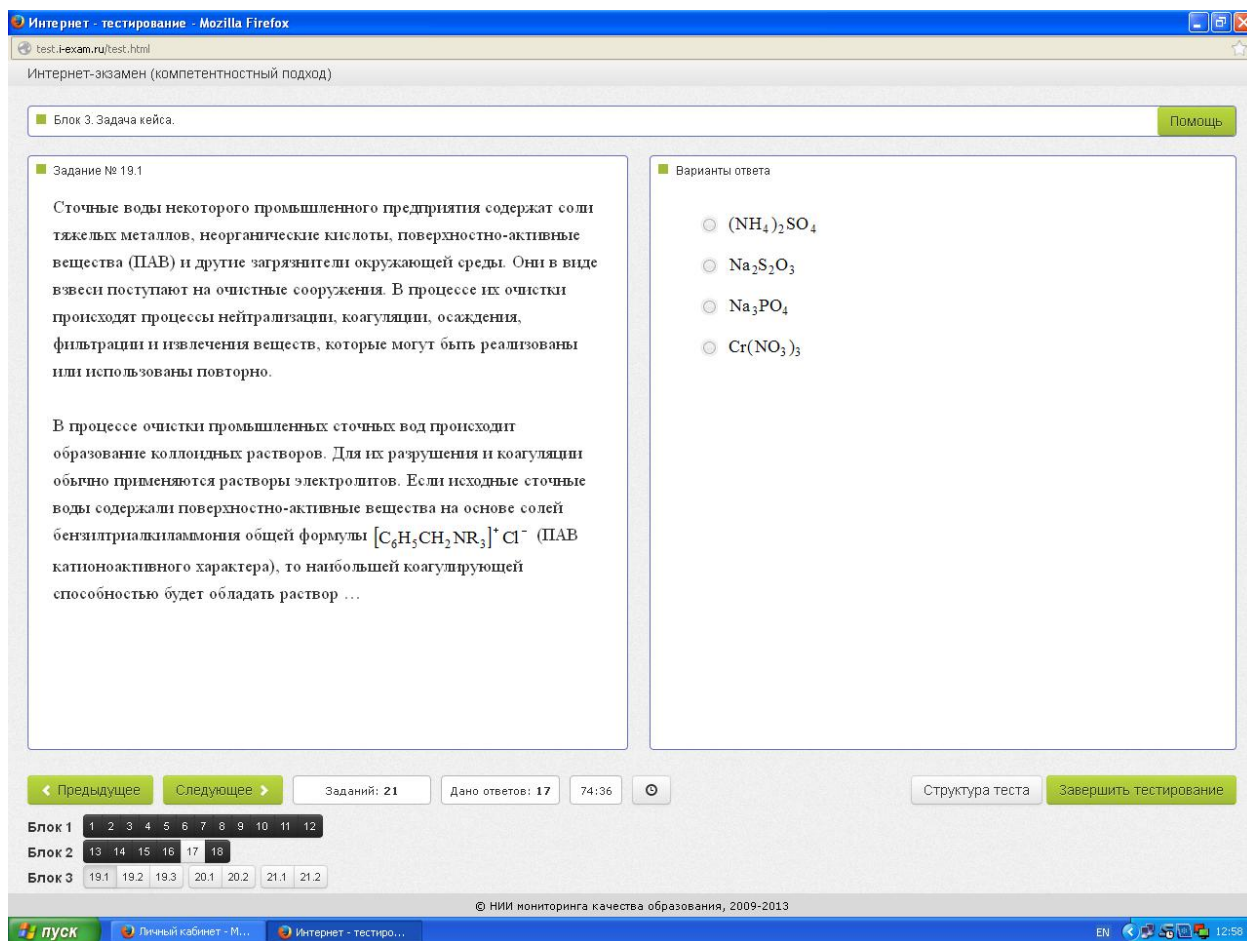 Интернет - тестирование - Mozilla Firefox
test.i-exam.ru/test.html
Интернет-экзамен (компетентностный подход)
Блок 3. Задача кейса.
Помощь
Задание № 19.1
Сточные воды некоторого промышленного предприятия содержат соли
тяжелых металлов, неорганические кислоты, поверхностно-активные
вещества (ПАВ) и другие загрязнители окружающей среды. Они в виде
взвеси поступают на очистные сооружения. В процессе их очистки
происходят процессы нейтрализации, коагуляции, осаждения,
фильтрации и извлечения веществ, которые могут быть реализованы
или использованы повторно.
В процессе очистки промышленных сточных вод происходит
образование коллоидных растворов. Для их разрушения и коагуляции
обычно применяются растворы электролитов. Если исходные сточные
воды содержали поверхностно-активные вещества на основе солей
бензилтриалкиламмония общей формулы [C₆H₅CH₂NR₃]⁺Cl⁻ (ПАВ
катионоактивного характера), то наибольшей коагулирующей
способностью будет обладать раствор …
Варианты ответа
(NH₄)₂SO₄
Na₂S₂O₃
Na₃PO₄
Cr(NO₃)₃
Предыдущее
Следующее
Заданий: 21
Дано ответов: 17
74:36
Структура теста
Завершить тестирование
Блок 1 1 2 3 4 5 6 7 8 9 10 11 12
Блок 2 13 14 15 16 17 18
Блок 3 19.1 19.2 19.3 20.1 20.2 21.1 21.2
© НИИ мониторинга качества образования, 2009-2013
пуск
Личный кабинет - M...
Интернет - тестиро...
EN
12:58